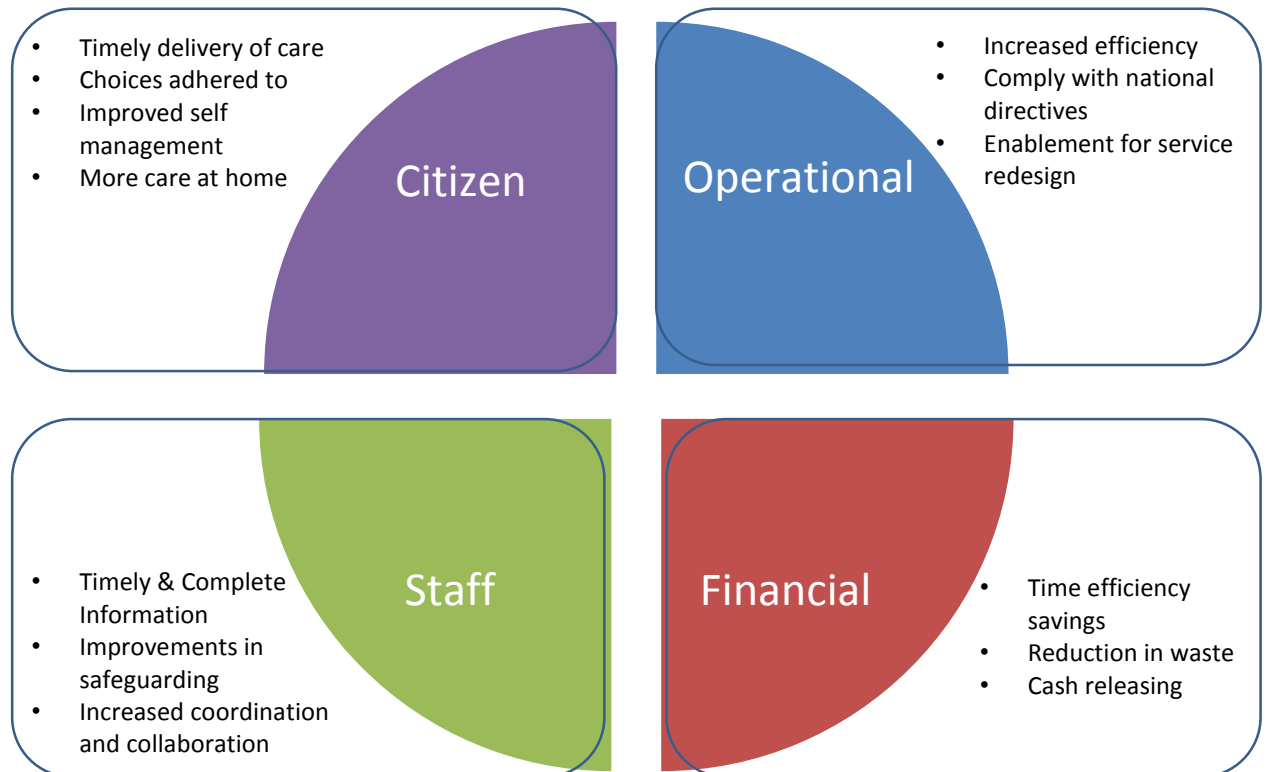 • Timely delivery of care
• Choices adhered to
• Improved self
management
• More care at home
Citizen
Operational
• Increased efficiency
• Comply with national
directives
• Enablement for service
redesign
• Timely & Complete
Information
• Improvements in
safeguarding
• Increased coordination
and collaboration
Staff
Financial
• Time efficiency
savings
• Reduction in waste
• Cash releasing